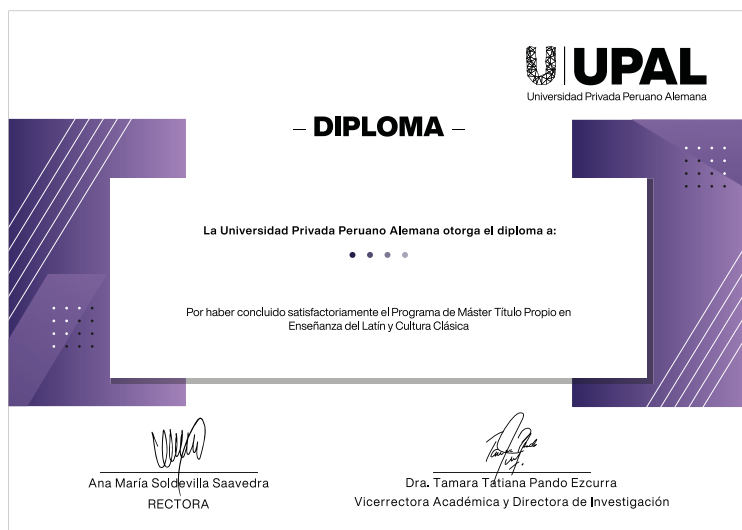 UPAL
Universidad Privada Peruano Alemana
– DIPLOMA –
La Universidad Privada Peruano Alemana otorga el diploma a:
Por haber concluido satisfactoriamente el Programa de Máster Título Propio en
Enseñanza del Latín y Cultura Clásica
Ana María Soldevilla Saavedra
RECTORA
Dra. Tamara Tatiana Pando Ezcurra
Vicerrectora Académica y Directora de Investigación